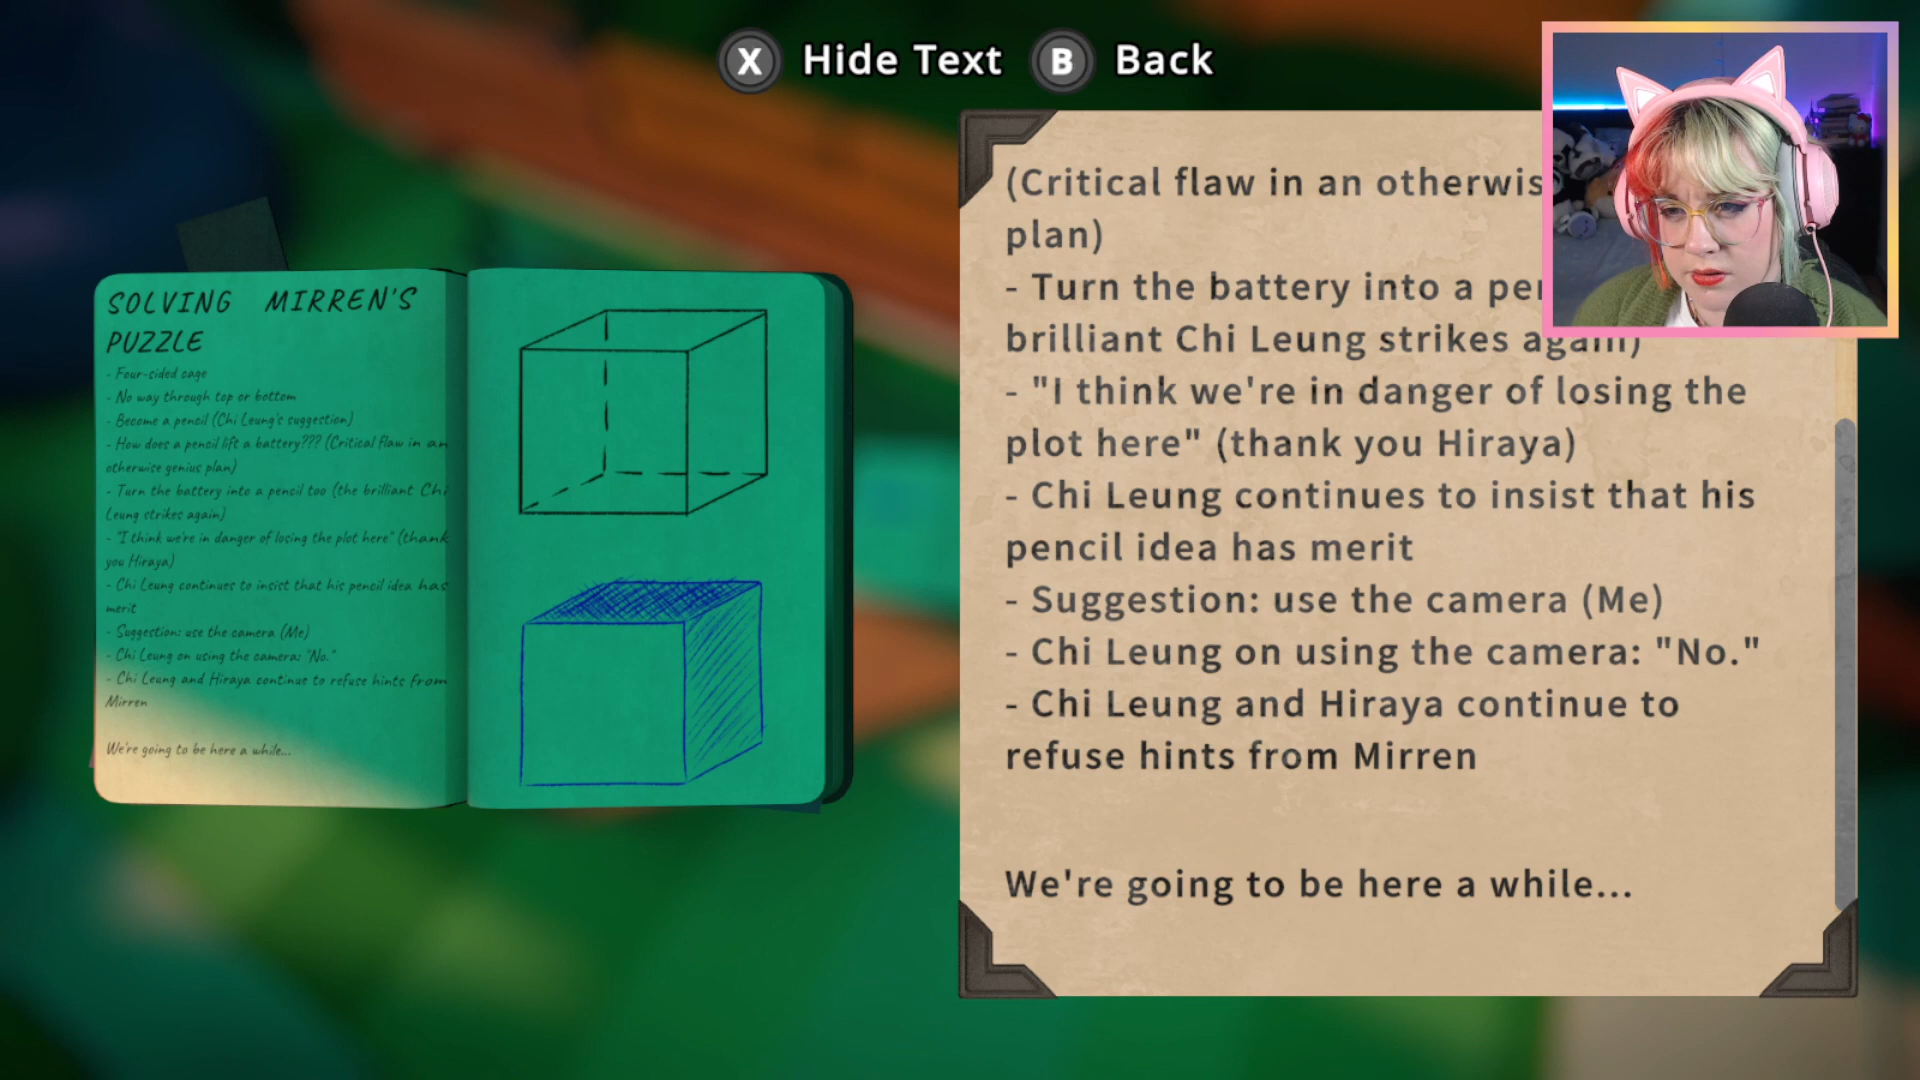 X Hide Text B Back
SOLVING MIRREN'S
PUZZLE
- Four-sided cage
- No way through top or bottom
- Become a pencil (Chi Leung's suggestion)
- How does a pencil lift a battery??? (Critical flaw in an
otherwise genius plan)
- Turn the battery into a pencil too (the brilliant Chi
Leung strikes again)
- "I think we're in danger of losing the plot here" (thank
you Hiraya)
- Chi Leung continues to insist that his pencil idea has
merit
- Suggestion: use the camera (Me)
- Chi Leung on using the camera: "No."
- Chi Leung and Hiraya continue to refuse hints from
Mirren
We're going to be here a while...
(Critical flaw in an otherwis
plan)
- Turn the battery into a pe
brilliant Chi Leung strikes again)
- "I think we're in danger of losing the
plot here" (thank you Hiraya)
- Chi Leung continues to insist that his
pencil idea has merit
- Suggestion: use the camera (Me)
- Chi Leung on using the camera: "No."
- Chi Leung and Hiraya continue to
refuse hints from Mirren
We're going to be here a while...